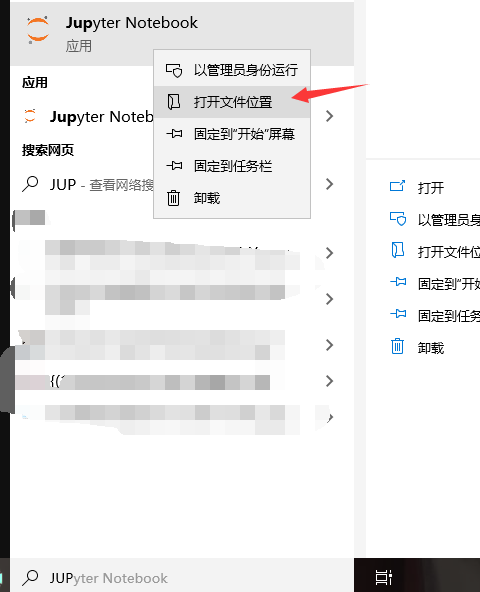 Jupyter Notebook
应用
以管理员身份运行
应用
打开文件位置
Jupyter Noteb
固定到"开始"屏幕
搜索网页
固定到任务栏
JUP - 查看网络搜
卸载
打开
以管理员身
打开文件位
固定到"开始
固定到任务
卸载
JUPyter Notebook